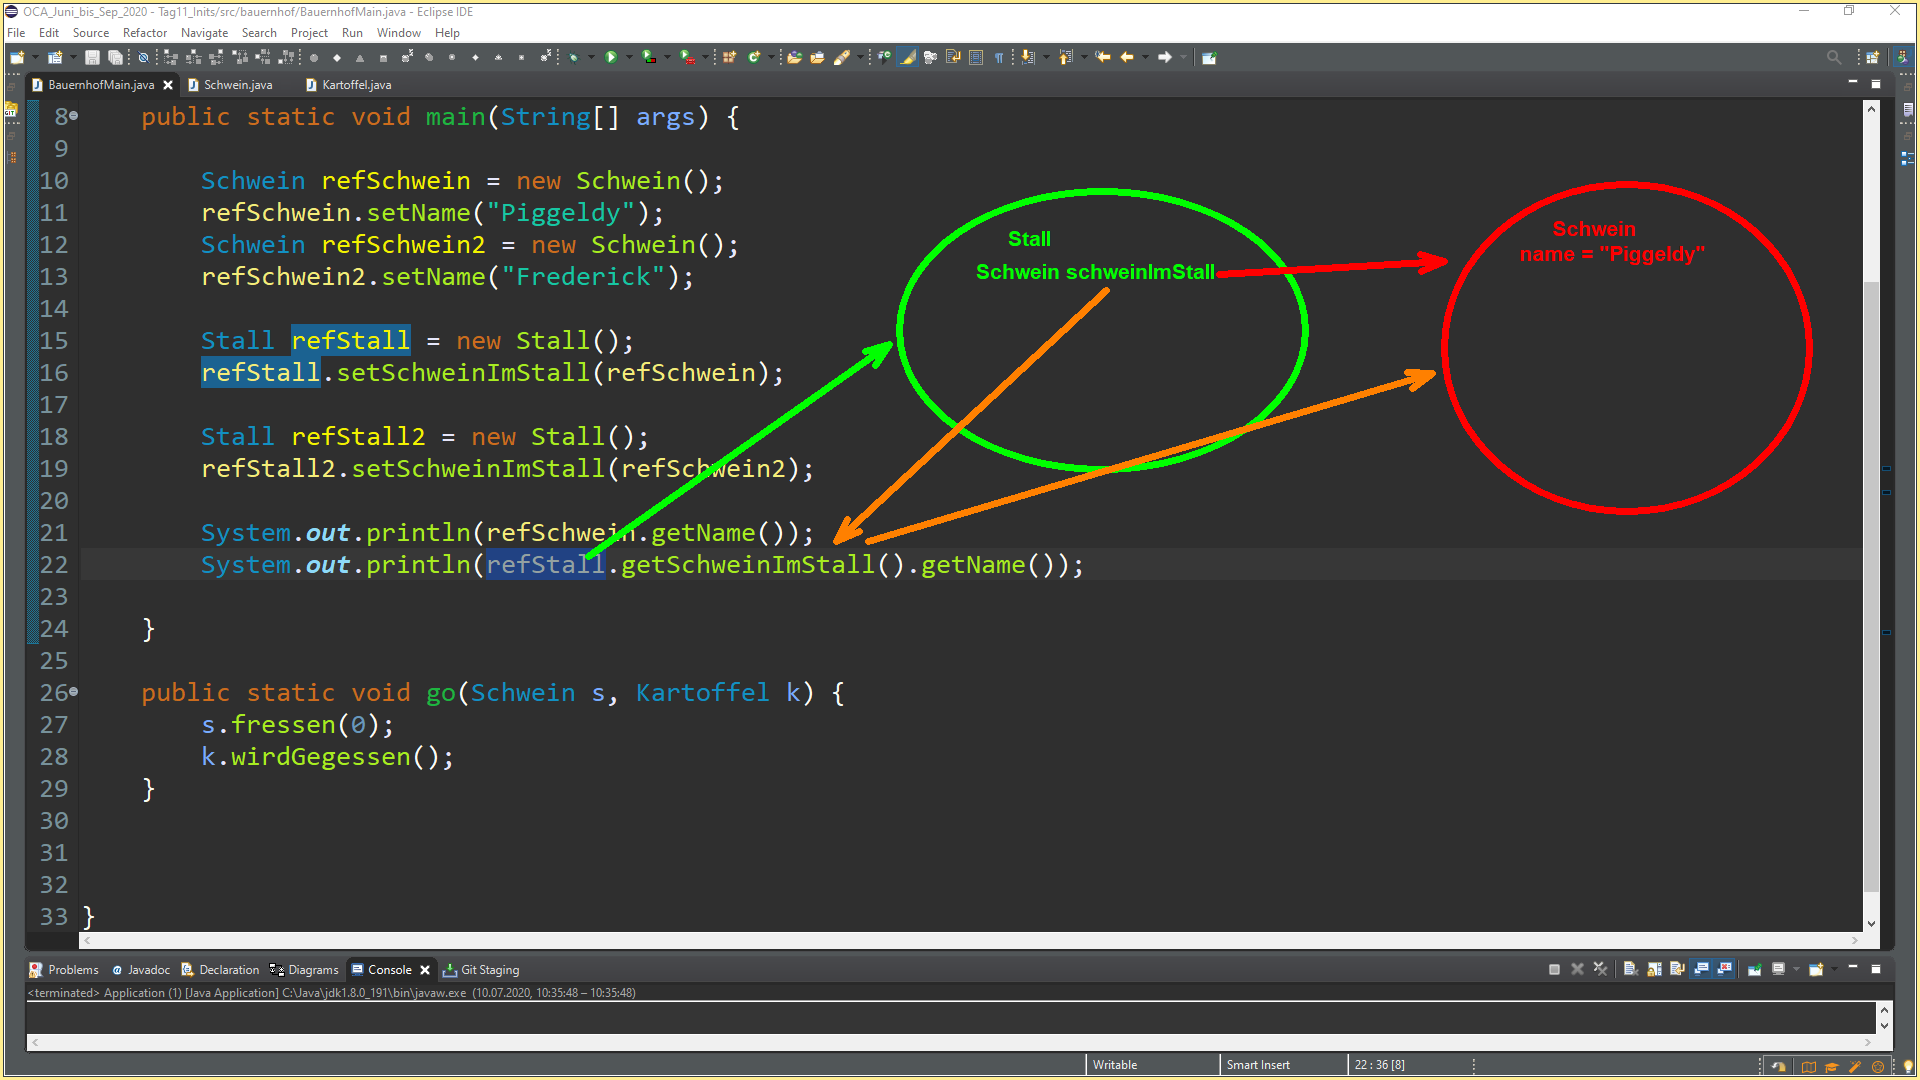 OCA_Juni_bis_Sep_2020 - Tag11_Inits/src/bauernhof/BauernhofMain.java - Eclipse IDE
File Edit Source Refactor Navigate Search Project Run Window Help
BauernhofMain.java Schwein.java Kartoffel.java
8 public static void main(String[] args) {
9
10 Schwein refSchwein = new Schwein();
11 refSchwein.setName("Piggeldy");
12 Schwein refSchwein2 = new Schwein();
13 refSchwein2.setName("Frederick");
14
15 Stall refStall = new Stall();
16 refStall.setSchweinImStall(refSchwein);
17
18 Stall refStall2 = new Stall();
19 refStall2.setSchweinImStall(refSchwein2);
20
21 System.out.println(refSchwein.getName());
22 System.out.println(refStall.getSchweinImStall().getName());
23
24 }
25
26 public static void go(Schwein s, Kartoffel k) {
27 s.fressen(0);
28 k.wirdGegessen();
29 }
30
31
32
33 }
Stall
Schwein schweinImStall
Schwein
name = "Piggeldy"
Problems Javadoc Declaration Diagrams Console Git Staging
<terminated> Application (1) [Java Application] C:\Java\jdk1.8.0_191\bin\javaw.exe (10.07.2020, 10:35:48 – 10:35:48)
Writable Smart Insert 22 : 36 [8]